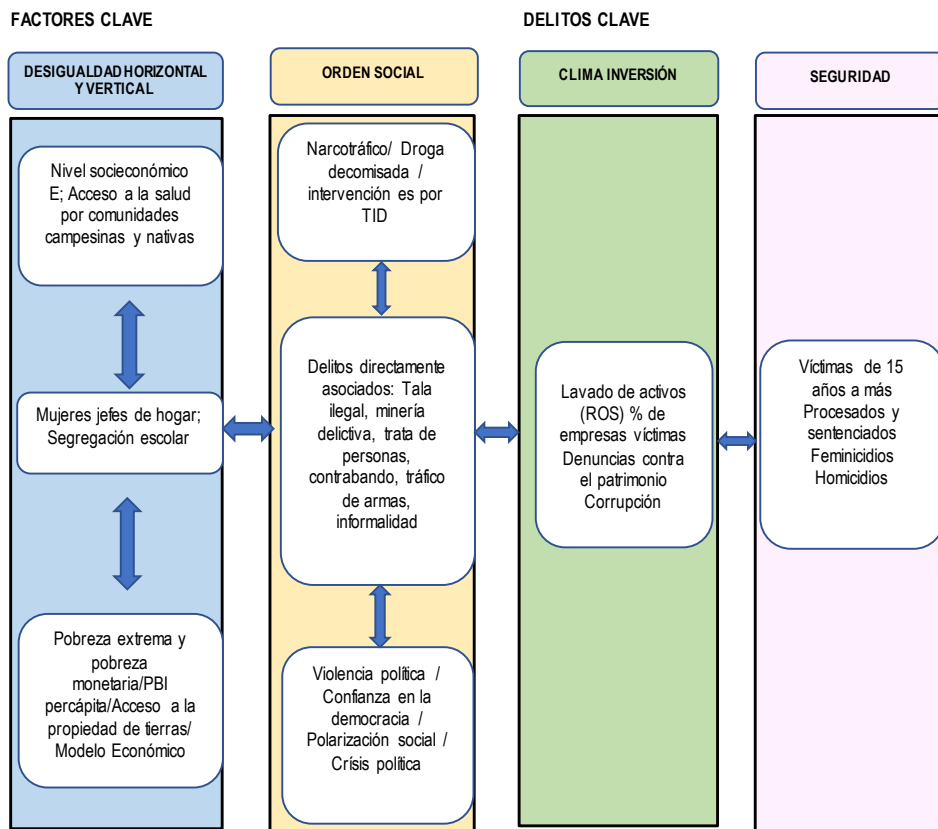 FACTORES CLAVE
DELITOS CLAVE
DESIGUALDAD HORIZONTAL
Y VERTICAL
ORDEN SOCIAL
CLIMA INVERSIÓN
SEGURIDAD
Nivel socioeconómico
E; Acceso a la salud
por comunidades
campesinas y nativas
Mujeres jefes de hogar;
Segregación escolar
Pobreza extrema y
pobreza
monetaria/PBI
percápita/Acceso a la
propiedad de tierras/
Modelo Económico
Narcotráfico/ Droga
decomisada /
intervención es por
TID
Delitos directamente
asociados: Tala
ilegal, minería
delictiva, trata de
personas,
contrabando, tráfico
de armas,
informalidad
Violencia política /
Confianza en la
democracia /
Polarización social /
Crísis política
Lavado de activos
(ROS) % de
empresas víctimas
Denuncias contra
el patrimonio
Corrupción
Víctimas de 15
años a más
Procesados y
sentenciados
Feminicidios
Homicidios